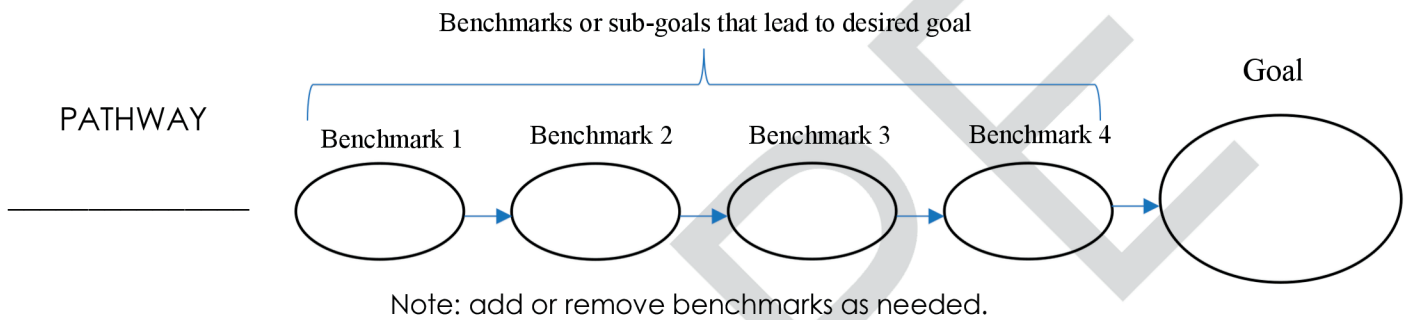 Benchmarks or sub-goals that lead to desired goal
Goal
PATHWAY
Benchmark 1
Benchmark 2
Benchmark 3
Benchmark 4
Note: add or remove benchmarks as needed.